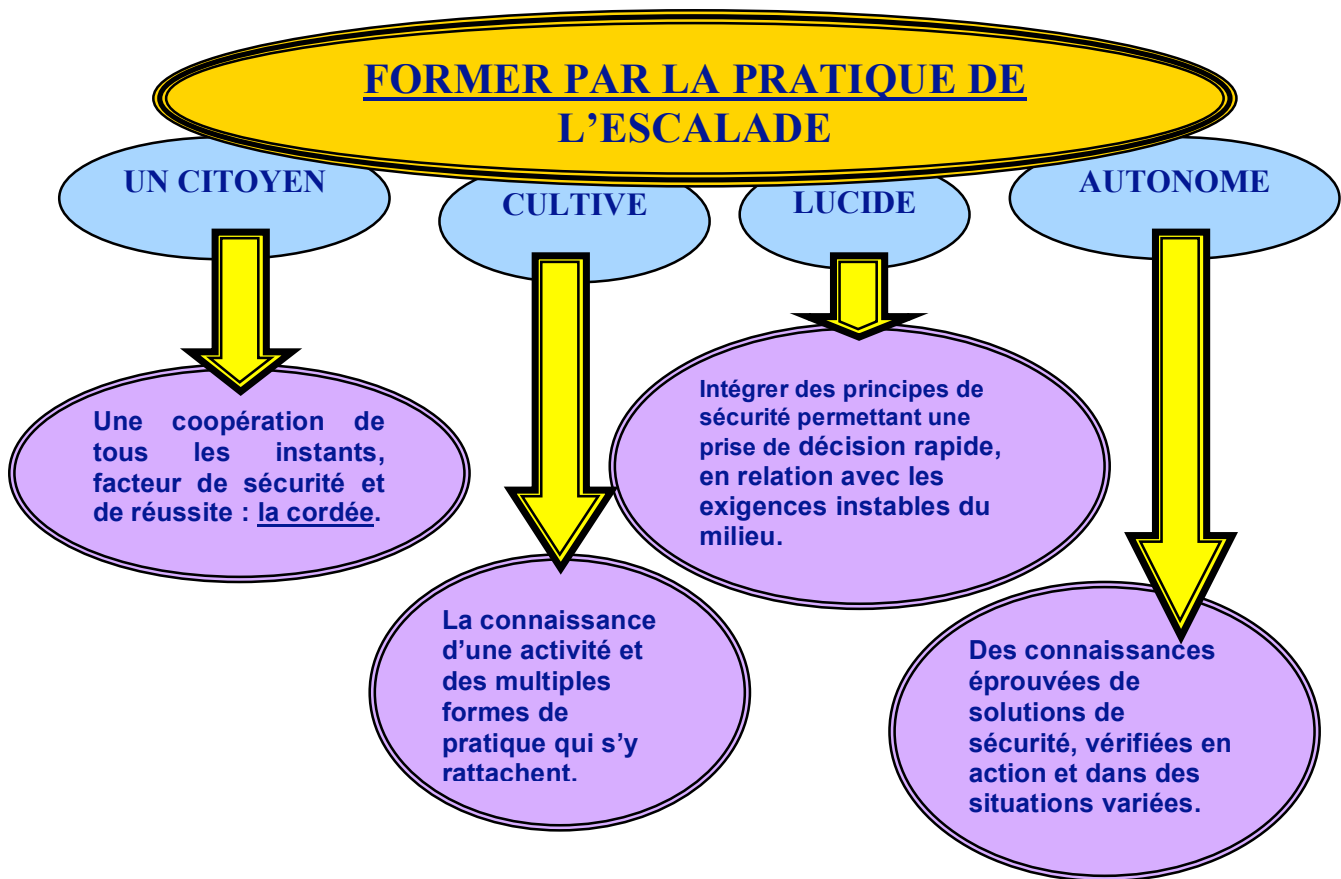 FORMER PAR LA PRATIQUE DE
L’ESCALADE
UN CITOYEN
CULTIVE
LUCIDE
AUTONOME
Une coopération de
tous les instants,
facteur de sécurité et
de réussite : la cordée.
La connaissance
d’une activité et
des multiples
formes de
pratique qui s’y
rattachent.
Intégrer des principes de
sécurité permettant une
prise de décision rapide,
en relation avec les
exigences instables du
milieu.
Des connaissances
éprouvées de
solutions de
sécurité, vérifiées en
action et dans des
situations variées.